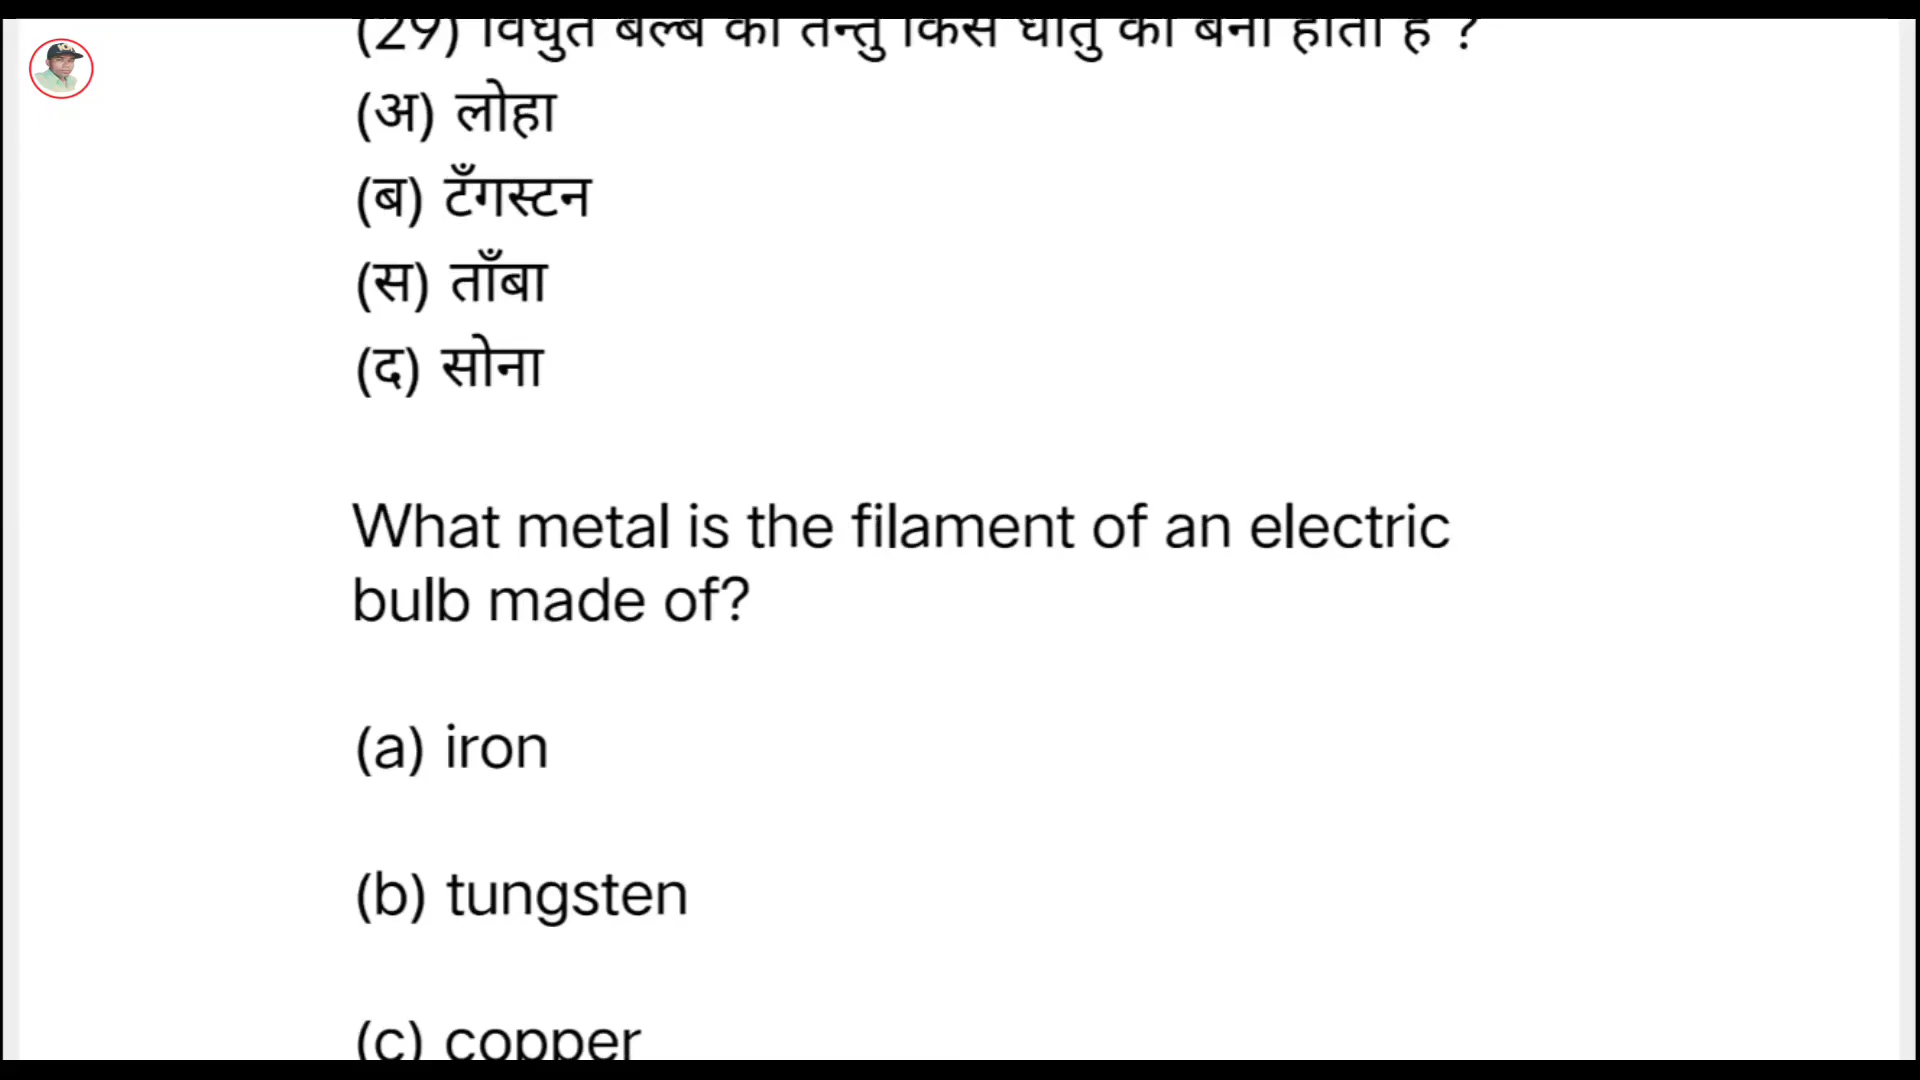 (29) विधुत बल्ब का तन्तु किस धातु का बना होता है ?
(अ) लोहा
(ब) टँगस्टन
(स) ताँबा
(द) सोना
What metal is the filament of an electric
bulb made of?
(a) iron
(b) tungsten
(c) copper